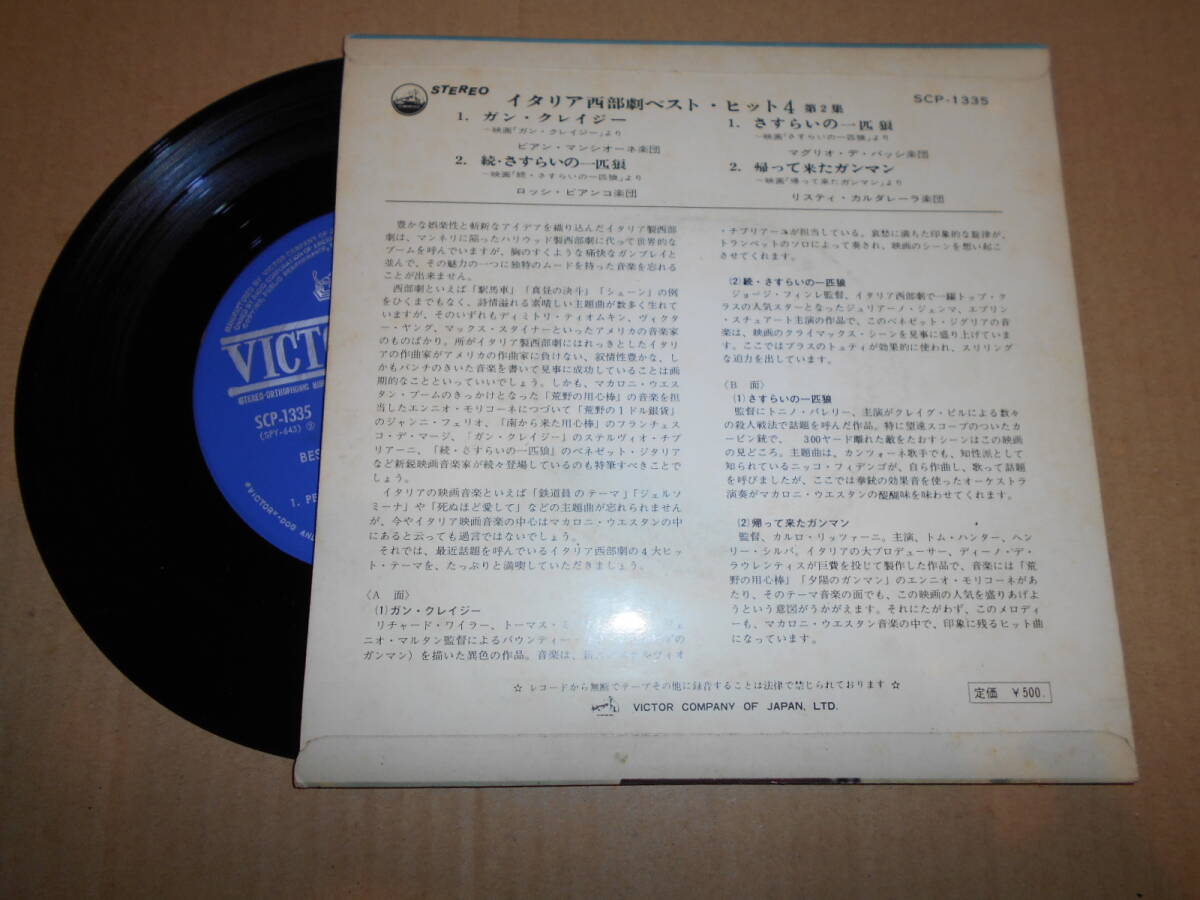 STEREO
イタリア西部劇ベスト・ヒット4 第2集
SCP-1335
1. ガン・クレイジー
〜映画「ガン・クレイジー」より
ビアン・マンシオーネ楽団
2. 続・さすらいの一匹狼
〜映画「続・さすらいの一匹狼」より
ロッシ・ビアンコ楽団
1. さすらいの一匹狼
〜映画「さすらいの一匹狼」より
マグリオ・デ・バッシ楽団
2. 帰って来たガンマン
〜映画「帰って来たガンマン」より
リスティ・カルダレーラ楽団
豊かな娯楽性と斬新なアイデアを織り込んだイタリア製西部
劇は、マンネリに陥ったハリウッド製西部劇に代って世界的な
ブームを呼んでいますが、胸のすくような痛快なガンプレイと
並んで、その魅力の一つに独特のムードを持った音楽を忘れる
ことが出来ません。
西部劇といえば「駅馬車」「真昼の決斗」「シェーン」の例
をひくまでもなく、詩情溢れる素晴しい主題曲が数多く生れて
いますが、そのいずれもディミトリ・ティオムキン、ヴィクタ
ー・ヤング、マックス・スタイナーといったアメリカの音楽家
のものばかり。所がイタリア製西部劇にはれっきとしたイタリ
アの作曲家がアメリカの作曲家に負けない、叙情性豊かな、し
かもパンチのきいた音楽を書いて見事に成功していることは画
期的なことといっていいでしょう。しかも、マカロニ・ウエス
タン・ブームのきっかけとなった「荒野の用心棒」の音楽を担
当したエンニオ・モリコーネにつづいて「荒野の1ドル銀貨」
のジャンニ・フェリオ、「南から来た用心棒」のフランチェス
コ・デ・マージ、「ガン・クレイジー」のステルヴィオ・チプ
リアーニ、「続・さすらいの一匹狼」のベネゼット・ジタリア
など新鋭映画音楽家が続々登場しているのも特筆すべきことで
しょう。
イタリアの映画音楽といえば「鉄道員のテーマ」「ジェルソ
ミーナ」や「死ぬほど愛して」などの主題曲が忘れられません
が、今やイタリア映画音楽の中心はマカロニ・ウエスタンの中
にあると云っても過言ではないでしょう。
それでは、最近話題を呼んでいるイタリア西部劇の4大ヒッ
ト・テーマを、たっぷりと満喫していただきましょう。
〈A 面〉
(1)ガン・クレイジー
リチャード・ワイラー、トーマス・ミ
ニオ・マルタン監督によるバウンティー
ガンマン）を描いた異色の作品。音楽は、
ステルヴィオ
・チプリアーニが担当している。哀愁に満ちた印象的な旋律が、
トランペットのソロによって奏され、映画のシーンを想い起こ
させてくれます。
(2)続・さすらいの一匹狼
ジョージ・フィンレ監督、イタリア西部劇で一躍トップ・ク
ラスの人気スターとなったジュリアーノ・ジェンマ、エブリン
・スチュアート主演の作品で、このベネゼット・ジグリアの音
楽は、映画のクライマックス・シーンを見事に盛り上げていま
す。ここではブラスのトュティが効果的に使われ、スリリング
な迫力を出しています。
〈B 面〉
(1)さすらいの一匹狼
監督にトニノ・バレリー、主演がクレイグ・ヒルによる数々
の殺人戦法で話題を呼んだ作品。特に望遠スコープのついたカ
ービン銃で、300ヤード離れた敵をたおすシーンはこの映画
の見どころ。主題曲は、カンツォーネ歌手でも、知性派として
知られているニッコ・フィデンゴが、自ら作曲し、歌って話題
を呼びましたが、ここでは拳銃の効果音を使ったオーケストラ
演奏がマカロニ・ウエスタンの醍醐味を味わせてくれます。
(2)帰って来たガンマン
監督、カルロ・リッツァーニ。主演、トム・ハンター、ヘン
リー・シルバ。イタリアの大プロデューサー、ディーノ・デ・
ラウレンティスが巨費を投じて製作した作品で、音楽には「荒
野の用心棒」「夕陽のガンマン」のエンニオ・モリコーネがあ
たり、そのテーマ音楽の面でも、この映画の人気を盛りあげよ
うという意図がうかがえます。それにたがわず、このメロディ
ーも、マカロニ・ウエスタン音楽の中で、印象に残るヒット曲
になっています。
☆ レコードから無断でテープその他に録音することは法律で禁じられております ☆
定価 ¥500.
VICTOR COMPANY OF JAPAN, LTD.
VICTO
STEREO-ORTHOPHONIC HIGH
SCP-1335
(SPY-643)
BES
1. PE
"VICTOR"·DOG AND